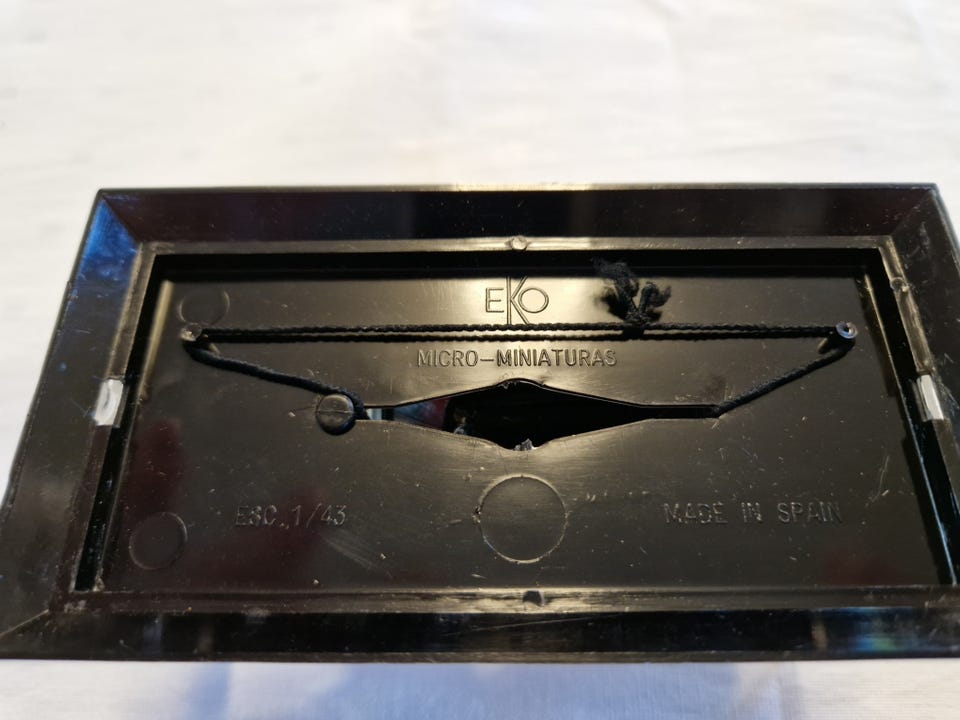 EKO
MICRO-MINIATURAS
ESC. 1/43
MADE IN SPAIN